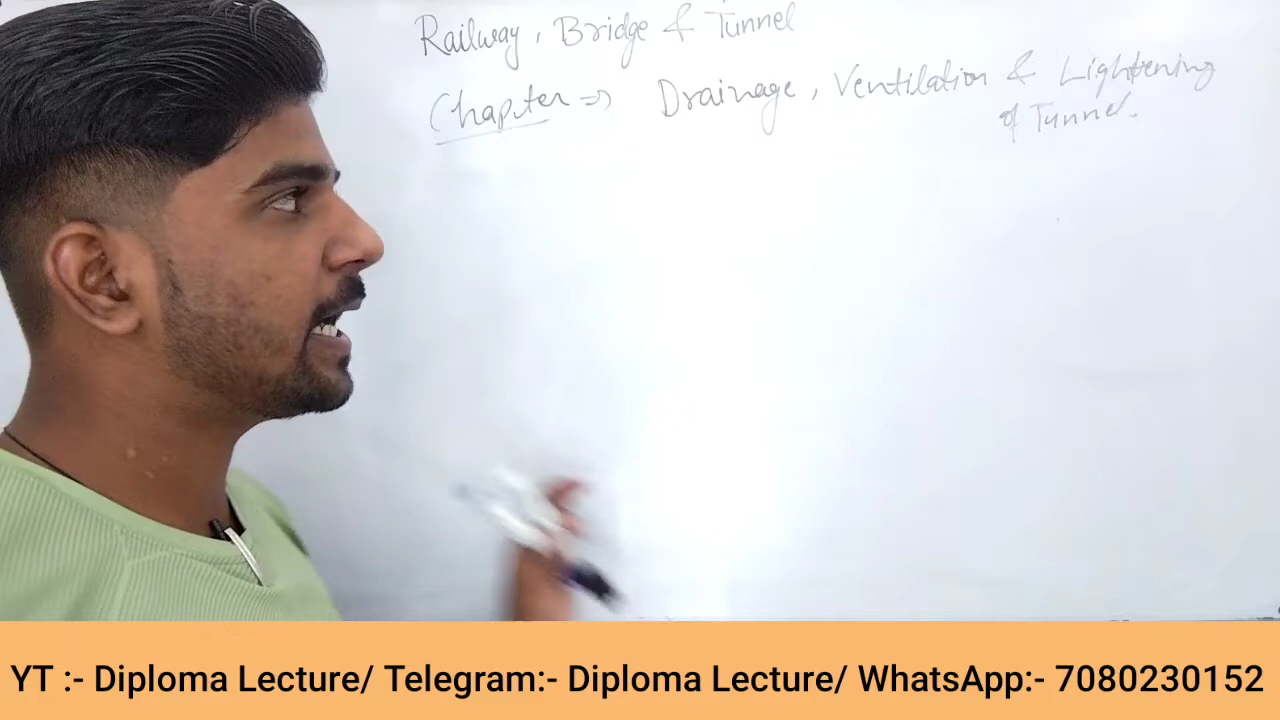 Railway, Bridge & Tunnel
Chapter => Drainage, Ventilation & Lightening
of Tunnel.
YT :- Diploma Lecture/ Telegram:- Diploma Lecture/ WhatsApp:- 7080230152